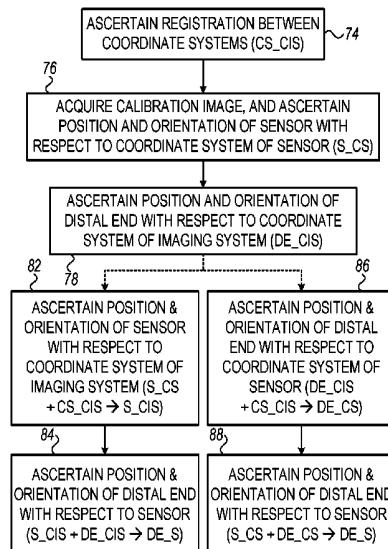 ASCERTAIN REGISTRATION BETWEEN
COORDINATE SYSTEMS (CS_CIS)
74
76
ACQUIRE CALIBRATION IMAGE, AND ASCERTAIN
POSITION AND ORIENTATION OF SENSOR WITH
RESPECT TO COORDINATE SYSTEM OF SENSOR (S_CS)
ASCERTAIN POSITION AND ORIENTATION OF
DISTAL END WITH RESPECT TO COORDINATE
SYSTEM OF IMAGING SYSTEM (DE_CIS)
78
82
ASCERTAIN POSITION &
ORIENTATION OF SENSOR
WITH RESPECT TO
COORDINATE SYSTEM OF
IMAGING SYSTEM (S_CS
+ CS_CIS → S_CIS)
86
ASCERTAIN POSITION &
ORIENTATION OF DISTAL
END WITH RESPECT TO
COORDINATE SYSTEM OF
SENSOR (DE_CIS
+ CS_CIS → DE_CS)
84
ASCERTAIN POSITION &
ORIENTATION OF DISTAL END
WITH RESPECT TO SENSOR
(S_CIS + DE_CIS → DE_S)
88
ASCERTAIN POSITION &
ORIENTATION OF DISTAL END
WITH RESPECT TO SENSOR
(S_CS + DE_CS → DE_S)